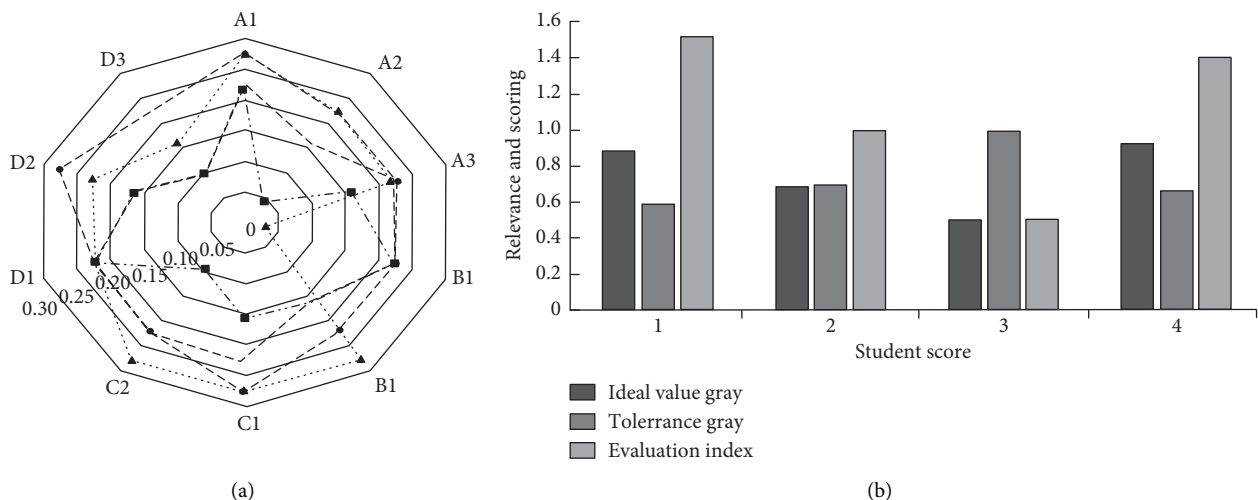 A1
A2
A3
B1
B1
C1
C2
D1
D2
D3
0
0.05
0.10
0.15
0.20
0.25
0.30
(a)
Relevance and scoring
1.6
1.4
1.2
1.0
0.8
0.6
0.4
0.2
0
1 2 3 4
Student score
Ideal value gray
Tolerrance gray
Evaluation index
(b)